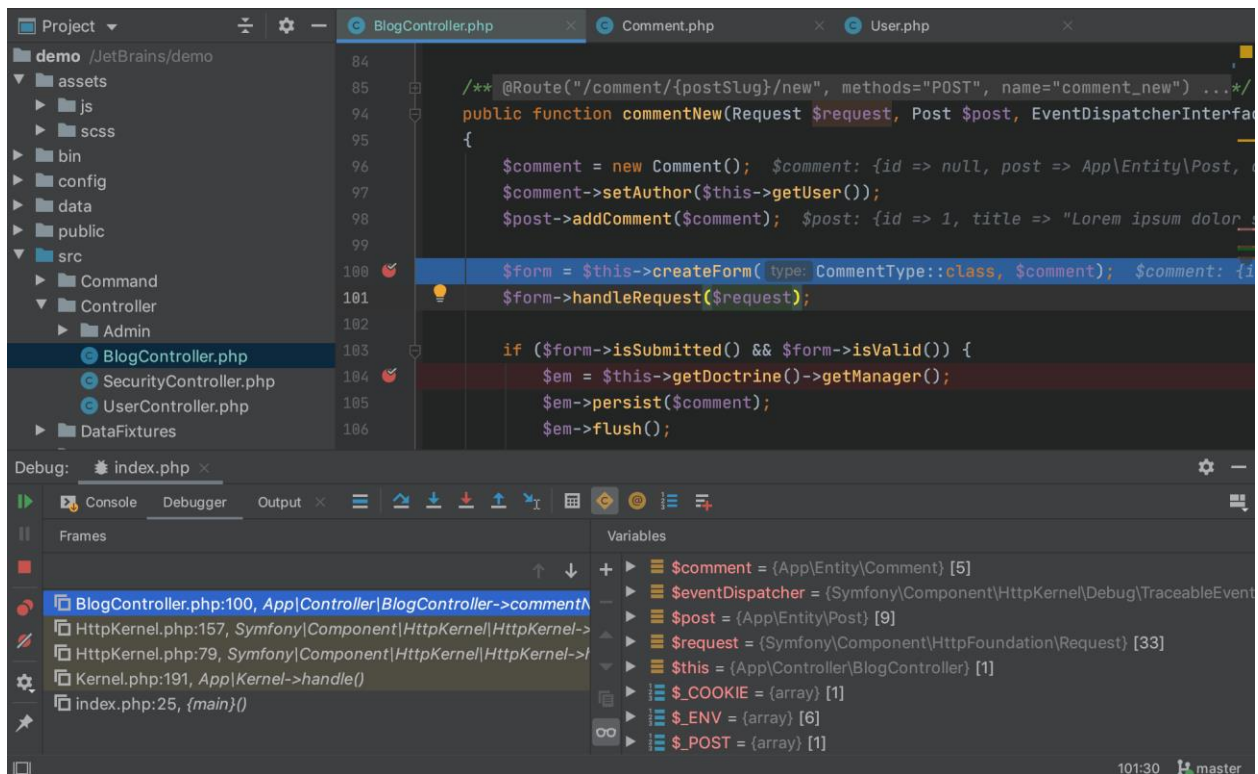 Project
BlogController.php
Comment.php
User.php
demo /JetBrains/demo
assets
js
scss
bin
config
data
public
src
Command
Controller
Admin
BlogController.php
SecurityController.php
UserController.php
DataFixtures
84
85 /** @Route("/comment/{postSlug}/new", methods="POST", name="comment_new") ...*/
94 public function commentNew(Request $request, Post $post, EventDispatcherInterfac
95 {
96 $comment = new Comment(); $comment: {id => null, post => App\Entity\Post,
97 $comment->setAuthor($this->getUser());
98 $post->addComment($comment); $post: {id => 1, title => "Lorem ipsum dolor s
99
100 $form = $this->createForm( type: CommentType::class, $comment); $comment: {i
101 $form->handleRequest($request);
102
103 if ($form->isSubmitted() && $form->isValid()) {
104 $em = $this->getDoctrine()->getManager();
105 $em->persist($comment);
106 $em->flush();
Debug: index.php
Console Debugger Output
Frames
BlogController.php:100, App|Controller|BlogController->commentN
HttpKernel.php:157, Symfony|Component|HttpKernel|HttpKernel->
HttpKernel.php:79, Symfony|Component|HttpKernel|HttpKernel->h
Kernel.php:191, App|Kernel->handle()
index.php:25, {main}()
Variables
$comment = {App\Entity\Comment} [5]
$eventDispatcher = {Symfony\Component\HttpKernel\Debug\TraceableEvent
$post = {App\Entity\Post} [9]
$request = {Symfony\Component\HttpFoundation\Request} [33]
$this = {App\Controller\BlogController} [1]
$_COOKIE = {array} [1]
$_ENV = {array} [6]
$_POST = {array} [1]
101:30 master